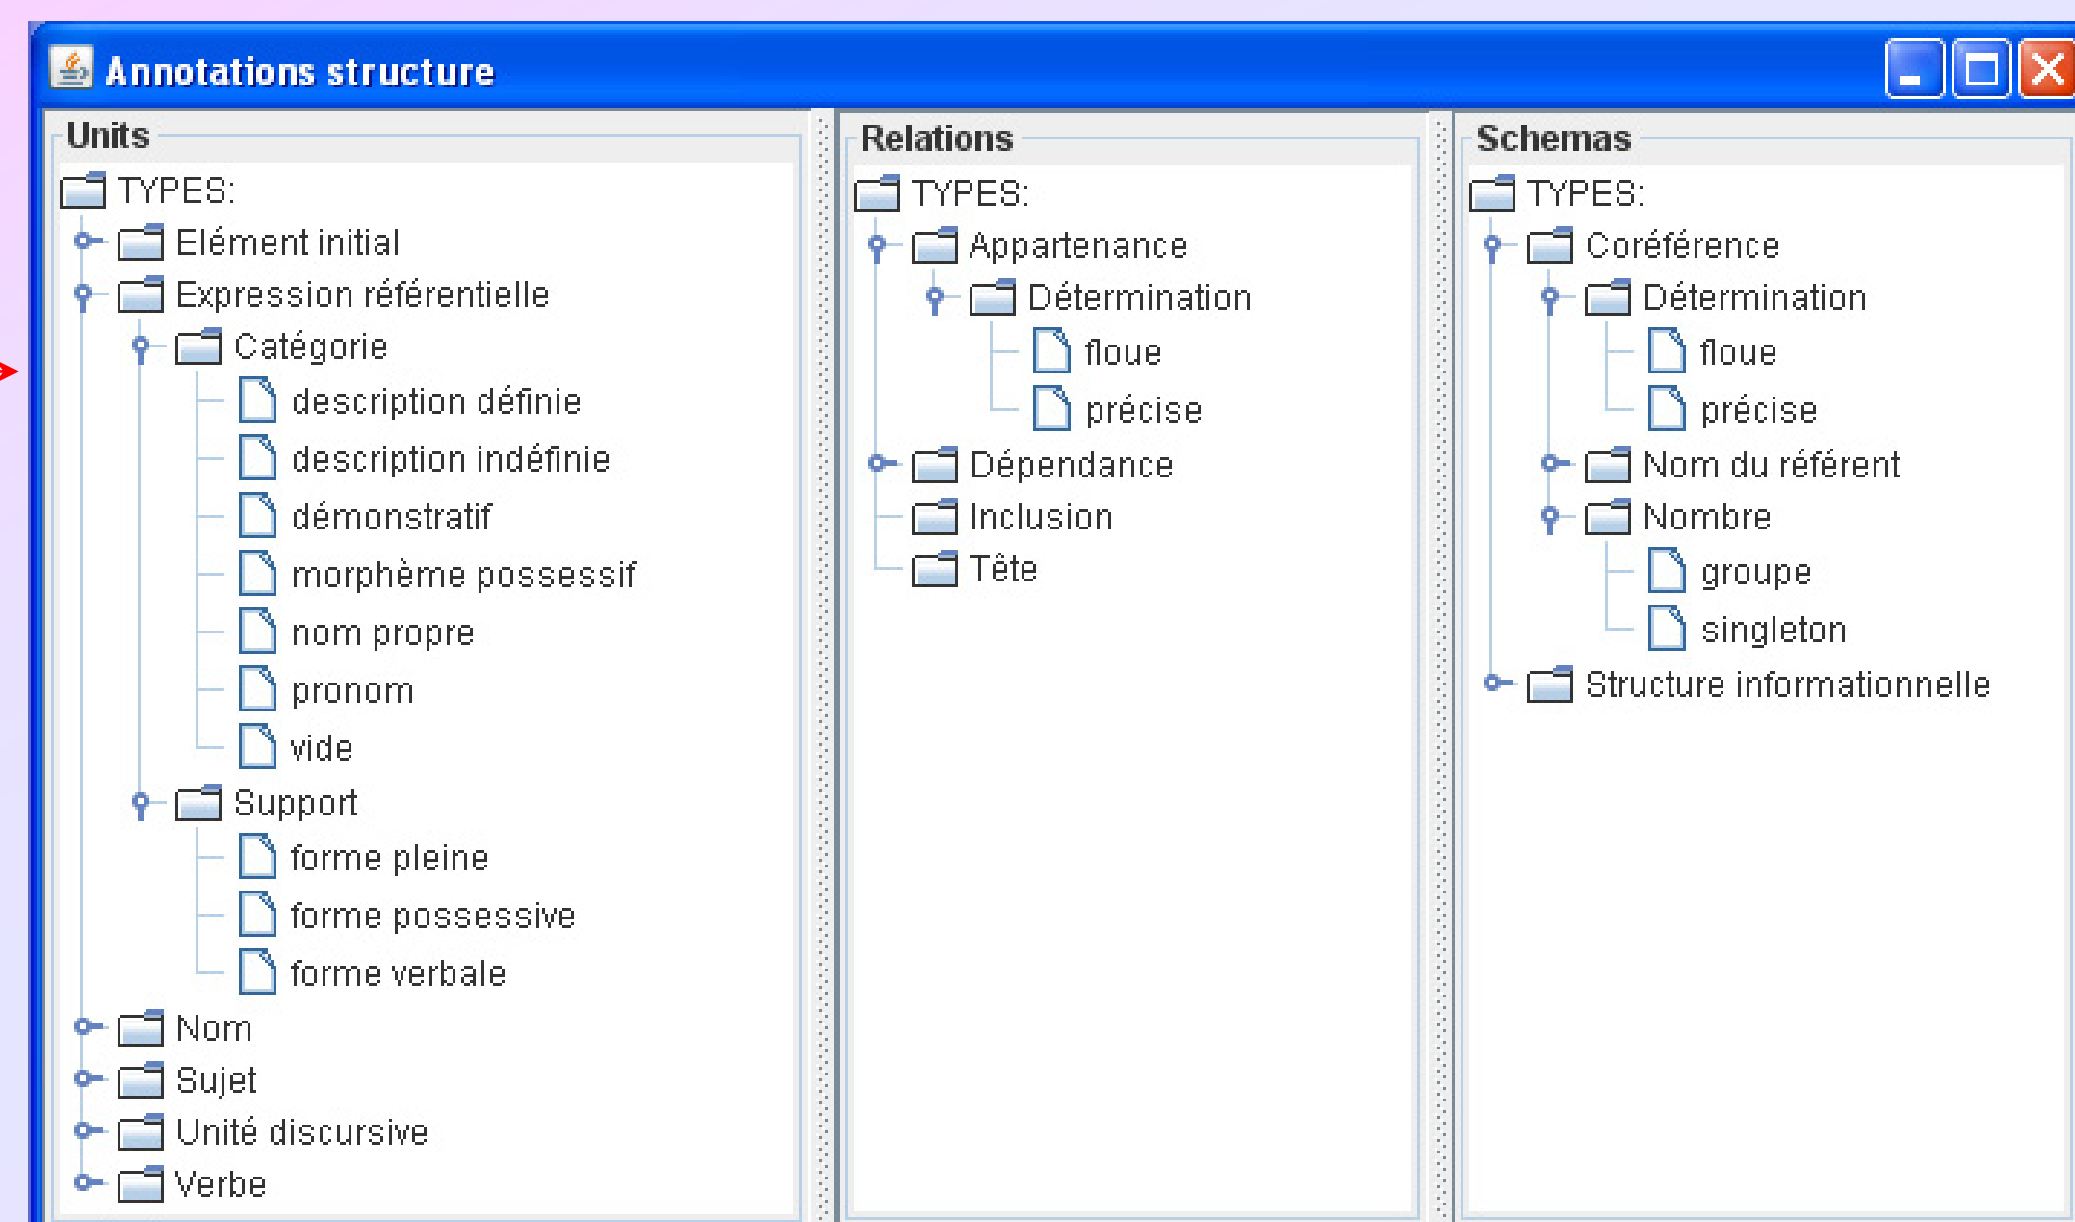 Annotations structure
Units
TYPES:
Elément initial
Expression référentielle
Catégorie
description définie
description indéfinie
démonstratif
morphème possessif
nom propre
pronom
vide
Support
forme pleine
forme possessive
forme verbale
Nom
Sujet
Unité discursive
Verbe
Relations
TYPES:
Appartenance
Détermination
floue
précise
Dépendance
Inclusion
Tête
Schemas
TYPES:
Coréférence
Détermination
floue
précise
Nom du référent
Nombre
groupe
singleton
Structure informationnelle